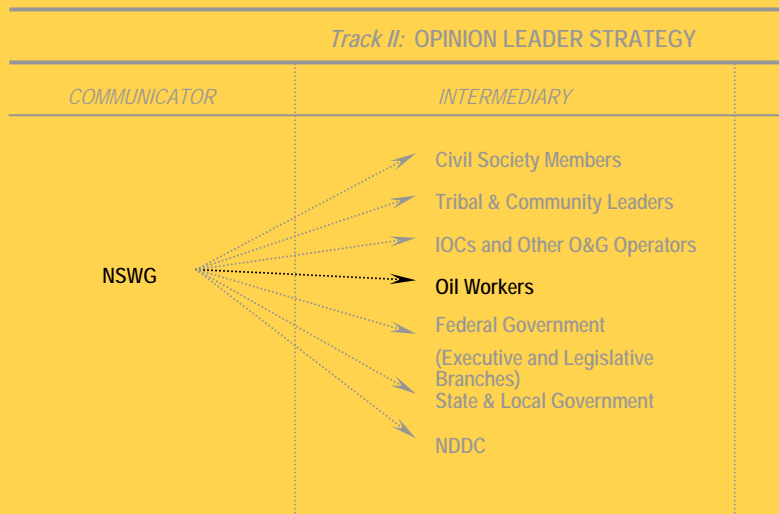 Track II: OPINION LEADER STRATEGY
COMMUNICATOR
INTERMEDIARY
Civil Society Members
Tribal & Community Leaders
IOCs and Other O&G Operators
NSWG
Oil Workers
Federal Government
(Executive and Legislative
Branches)
State & Local Government
NDDC